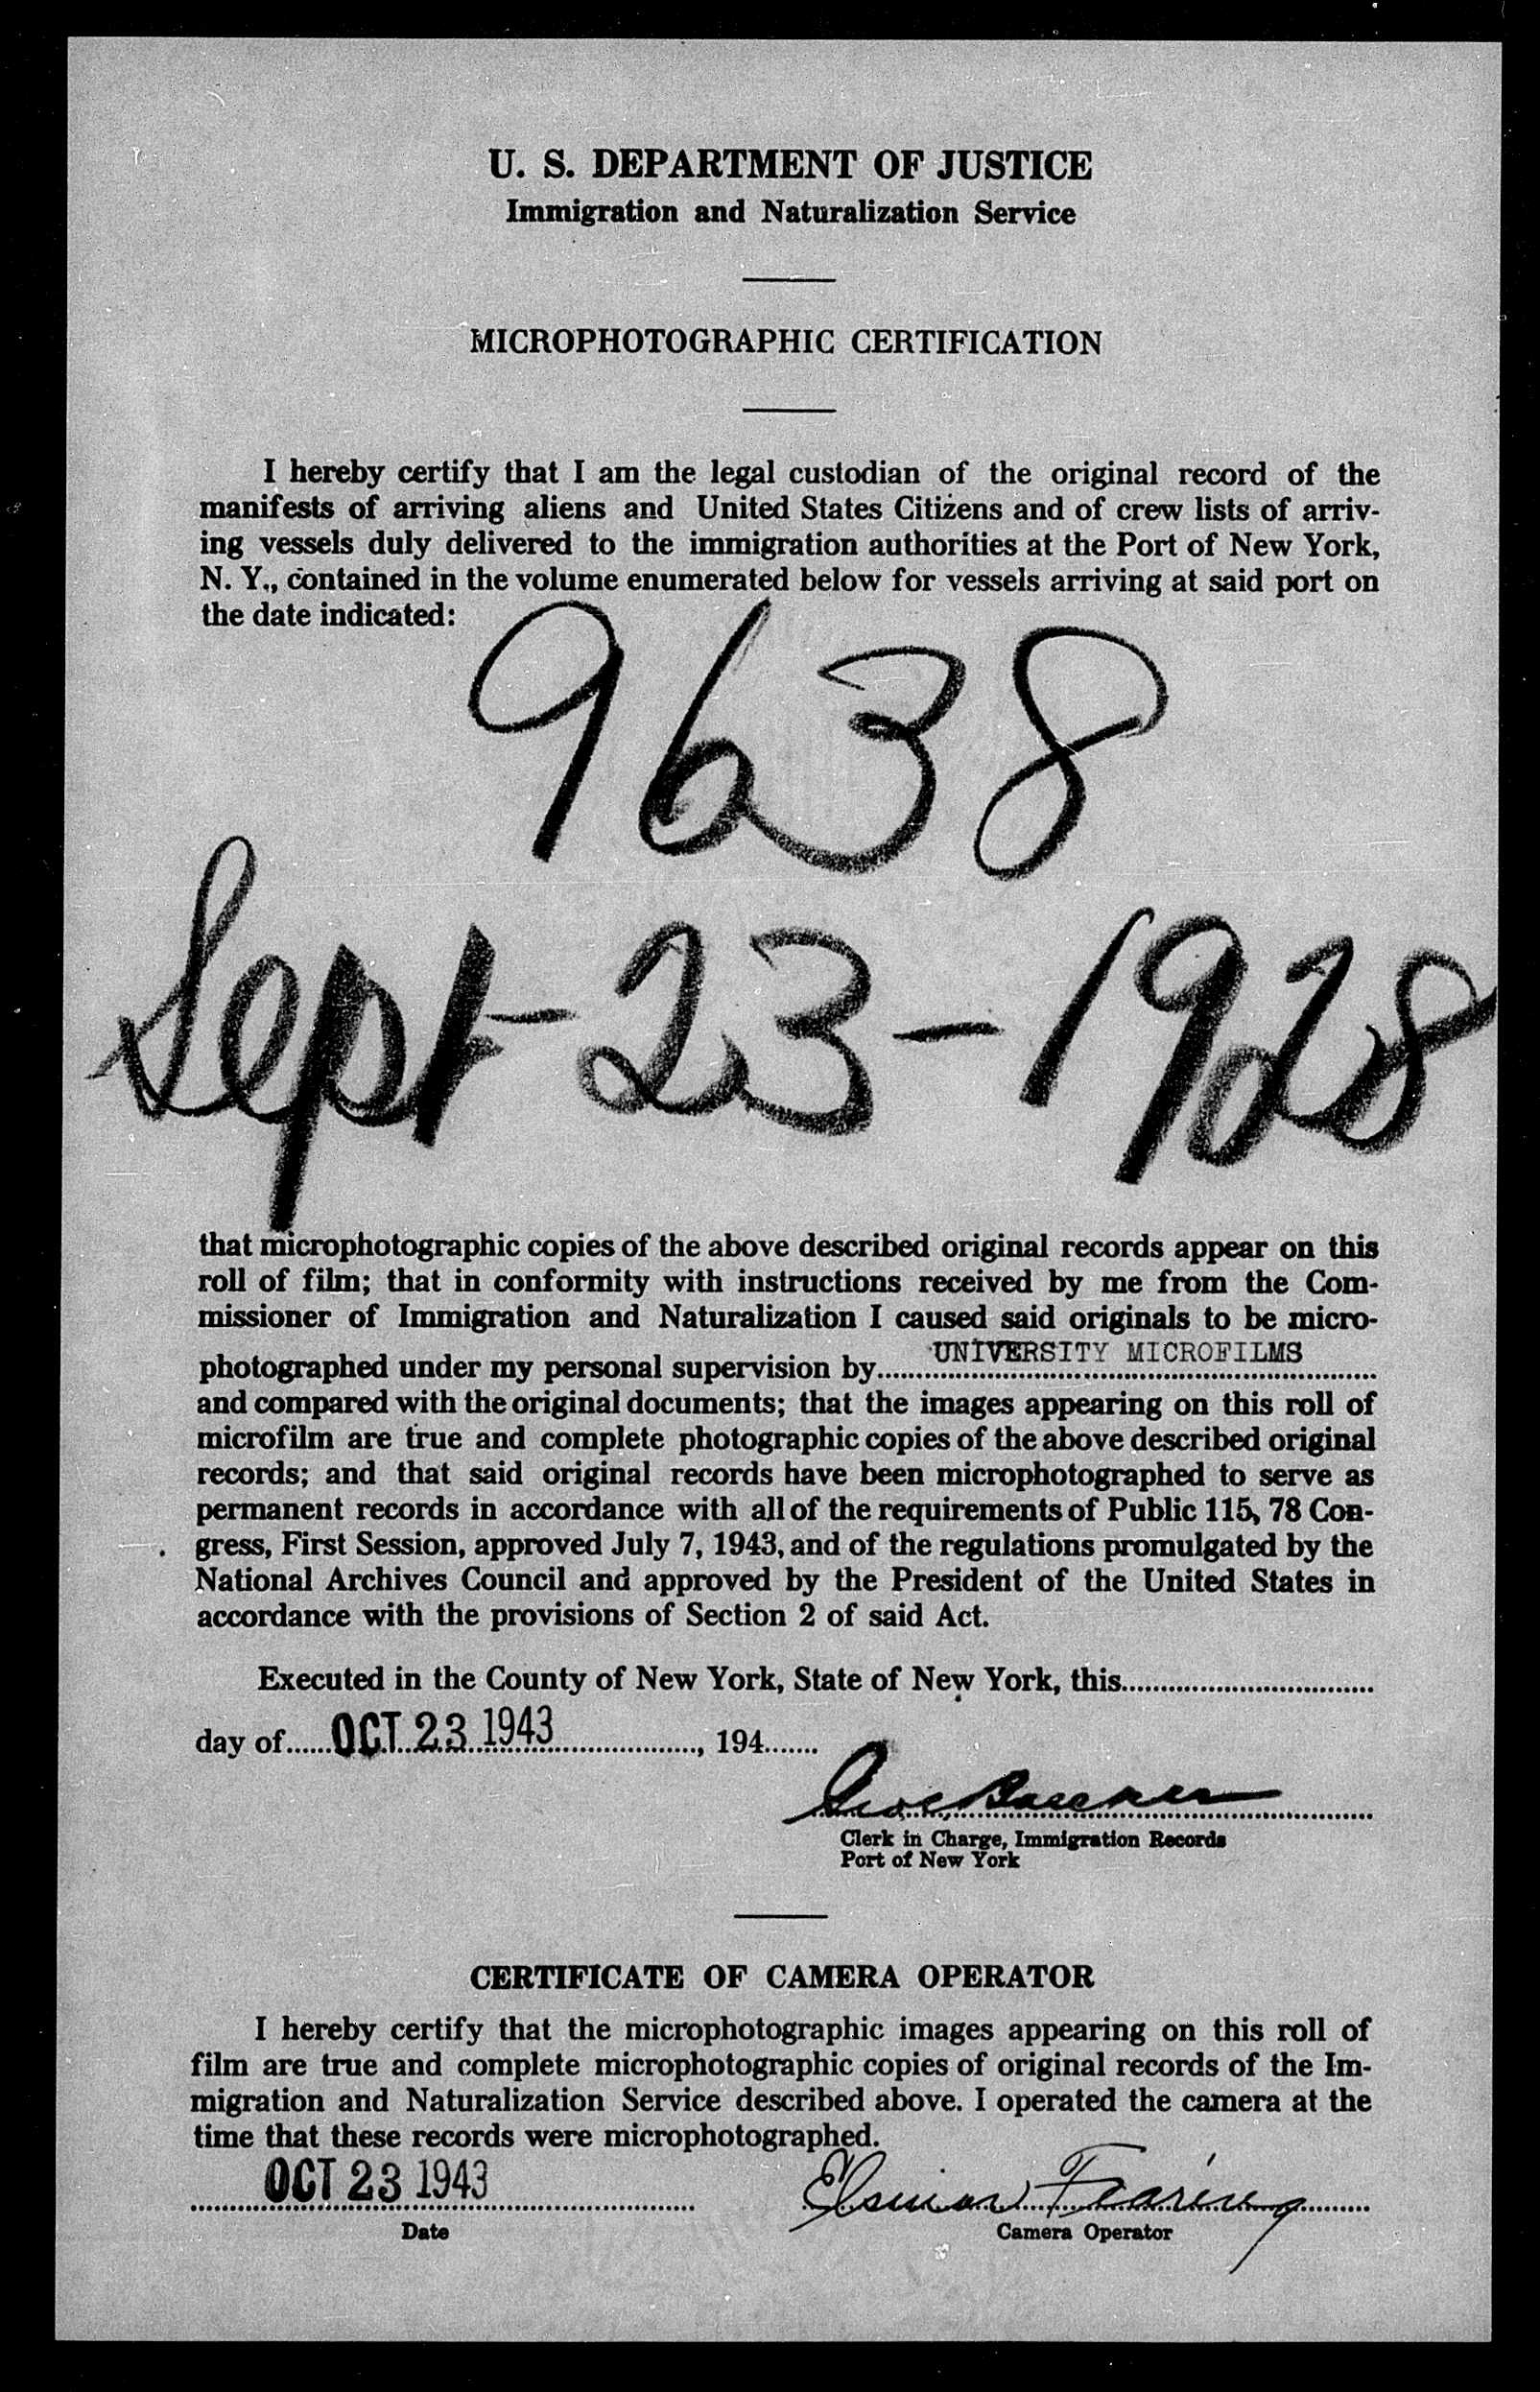 U. S. DEPARTMENT OF JUSTICE
Immigration and Naturalization Service
MICROPHOTOGRAPHIC CERTIFICATION
I hereby certify that I am the legal custodian of the original record of the
manifests of arriving aliens and United States Citizens and of crew lists of arriv-
ing vessels duly delivered to the immigration authorities at the Port of New York,
N. Y., contained in the volume enumerated below for vessels arriving at said port on
the date indicated:
9638
Sept-23-1928
that microphotographic copies of the above described original records appear on this
roll of film; that in conformity with instructions received by me from the Com-
missioner of Immigration and Naturalization I caused said originals to be micro-
photographed under my personal supervision by UNIVERSITY MICROFILMS
and compared with the original documents; that the images appearing on this roll of
microfilm are true and complete photographic copies of the above described original
records; and that said original records have been microphotographed to serve as
permanent records in accordance with all of the requirements of Public 115, 78 Con-
gress, First Session, approved July 7, 1943, and of the regulations promulgated by the
National Archives Council and approved by the President of the United States in
accordance with the provisions of Section 2 of said Act.
Executed in the County of New York, State of New York, this
day of OCT 23 1943, 194
Clerk in Charge, Immigration Records
Port of New York
CERTIFICATE OF CAMERA OPERATOR
I hereby certify that the microphotographic images appearing on this roll of
film are true and complete microphotographic copies of original records of the Im-
migration and Naturalization Service described above. I operated the camera at the
time that these records were microphotographed.
OCT 23 1943
Date
Camera Operator